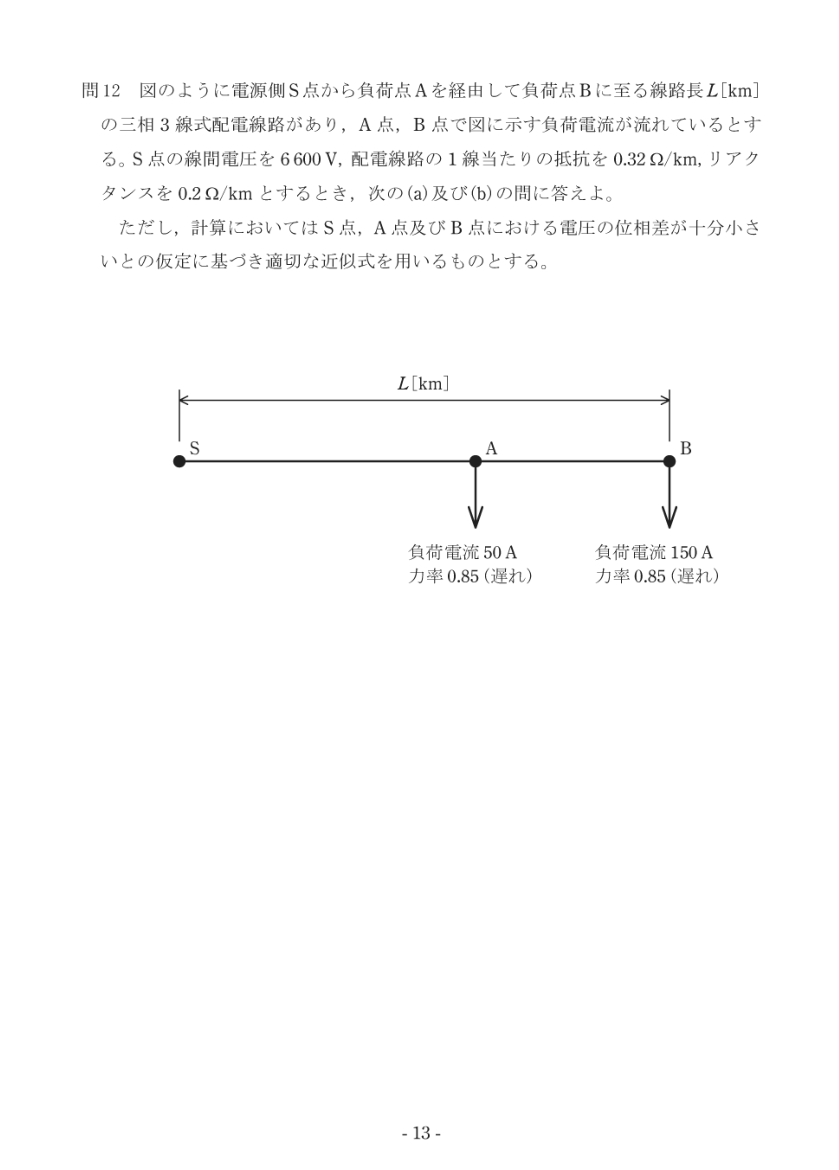 問12　図のように電源側S点から負荷点Aを経由して負荷点Bに至る線路長L[km]
の三相3線式配電線路があり，A点，B点で図に示す負荷電流が流れているとす
る。S点の線間電圧を6 600 V, 配電線路の1線当たりの抵抗を0.32 Ω/km, リアク
タンスを0.2 Ω/kmとするとき，次の(a)及び(b)の問に答えよ。
ただし，計算においてはS点，A点及びB点における電圧の位相差が十分小さ
いとの仮定に基づき適切な近似式を用いるものとする。
L[km]
S
A
B
負荷電流 50 A
力率 0.85 (遅れ)
負荷電流 150 A
力率 0.85 (遅れ)
- 13 -